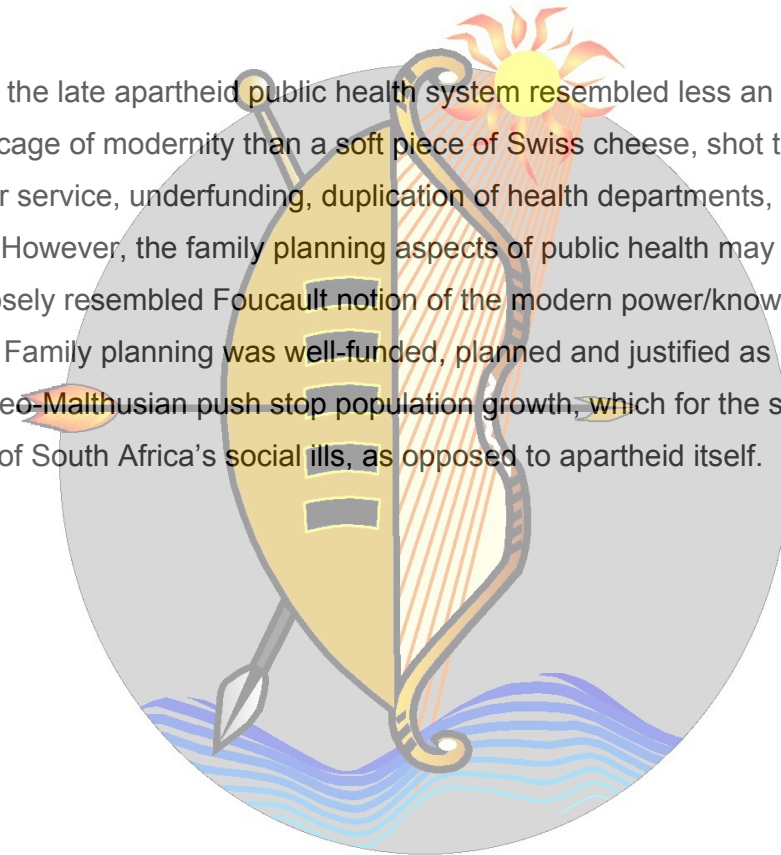 the late apartheid public health system resembled less an
cage of modernity than a soft piece of Swiss cheese, shot t
r service, underfunding, duplication of health departments,
However, the family planning aspects of public health may
osely resembled Foucault notion of the modern power/know
Family planning was well-funded, planned and justified as
eo-Malthusian push stop population growth, which for the s
of South Africa’s social ills, as opposed to apartheid itself.